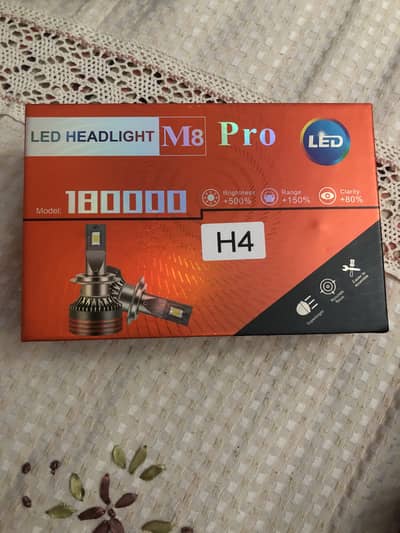 LED HEADLIGHT M8 Pro
LED
Model: 180000
Brightness
+500%
Range
+150%
Clarity
+80%
H4